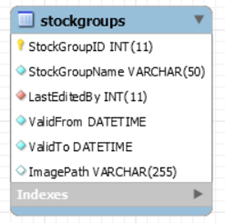 stockgroups
StockGroupID INT(11)
StockGroupName VARCHAR(50)
LastEditedBy INT(11)
ValidFrom DATETIME
ValidTo DATETIME
ImagePath VARCHAR(255)
Indexes